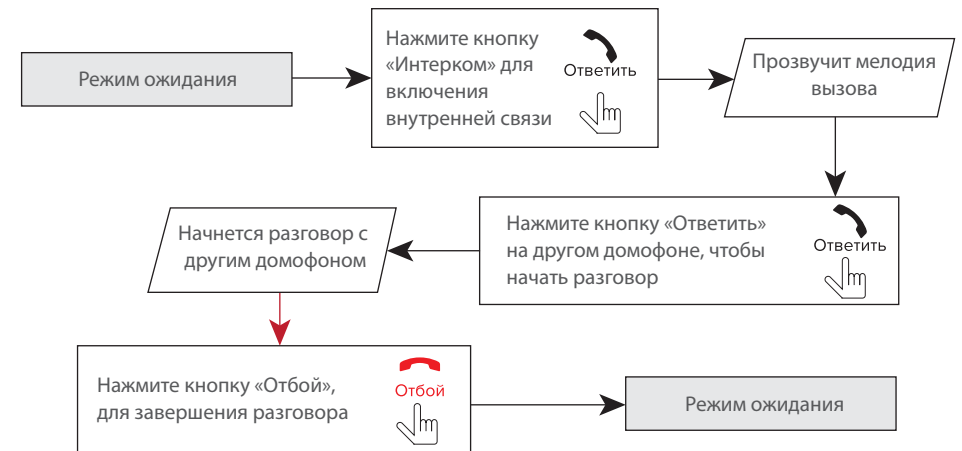 Режим ожидания
Нажмите кнопку
«Интерком» для
включения
внутренней связи
Ответить
Прозвучит мелодия
вызова
Нажмите кнопку «Ответить»
на другом домофоне, чтобы
начать разговор
Ответить
Начнется разговор с
другим домофоном
Нажмите кнопку «Отбой»,
для завершения разговора
Отбой
Режим ожидания